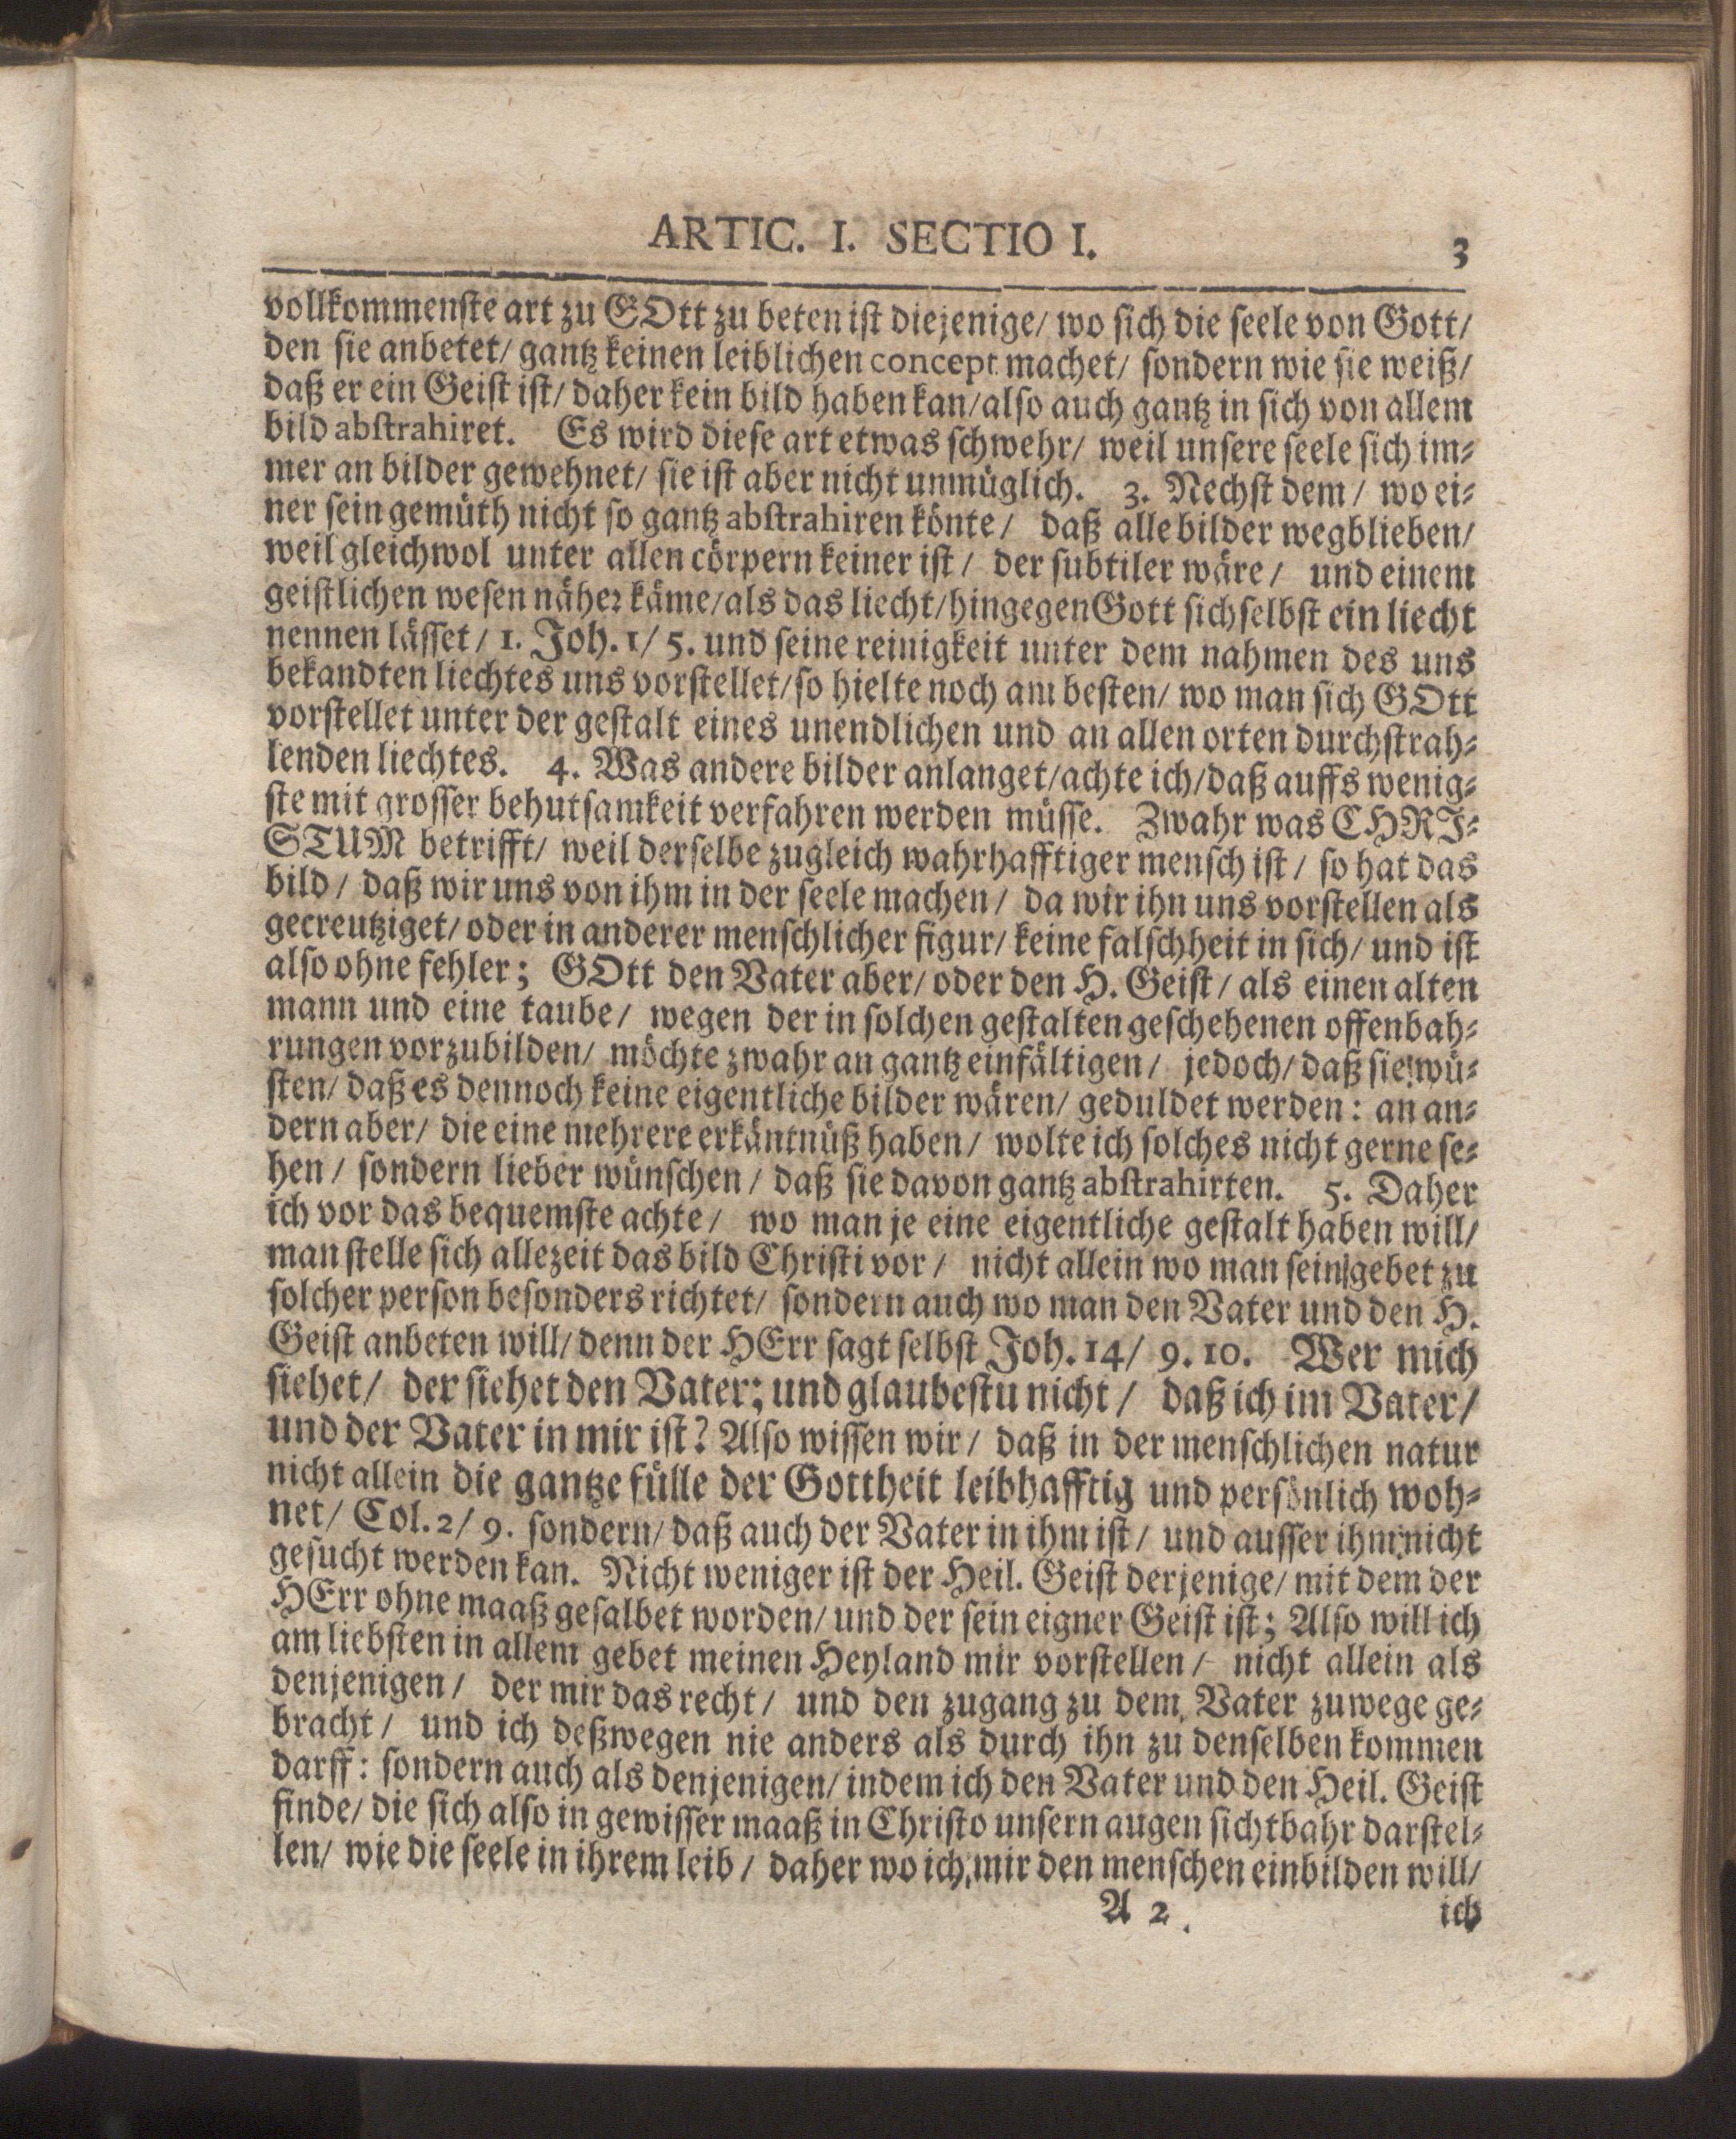 ARTIC. I. SECTIO I. 3
vollkommenste art zu GOtt zu beten ist diejenige/ wo sich die seele von Gott/
den sie anbetet/ gantz keinen leiblichen concept machet/ sondern wie sie weiß/
daß er ein Geist ist/ daher kein bild haben kan/ also auch gantz in sich von allem
bild abstrahiret. Es wird diese art etwas schwehr/ weil unsere seele sich im-
mer an bilder gewehnet/ sie ist aber nicht unmüglich. 3. Nechst dem/ wo ei-
ner sein gemüth nicht so gantz abstrahiren könte/ daß alle bilder wegblieben/
weil gleichwol unter allen cörpern keiner ist/ der subtiler wäre/ und einem
geistlichen wesen näher käme/ als das liecht/ hingegen Gott sich selbst ein liecht
nennen lässet/ 1. Joh. 1/ 5. und seine reinigkeit unter dem nahmen des uns
bekandten liechtes uns vorstellet/ so hielte noch am besten/ wo man sich GOtt
vorstellet unter der gestalt eines unendlichen und an allen orten durchstrah-
lenden liechtes. 4. Was andere bilder anlanget/ achte ich/ daß auffs wenig-
ste mit grosser behutsamkeit verfahren werden müsse. Zwahr was CHRI-
STUM betrifft/ weil derselbe zugleich wahrhafftiger mensch ist/ so hat das
bild/ daß wir uns von ihm in der seele machen/ da wir ihn uns vorstellen als
gecreutziget/ oder in anderer menschlicher figur/ keine falschheit in sich/ und ist
also ohne fehler; GOtt den Vater aber/ oder den H. Geist/ als einen alten
mann und eine taube/ wegen der in solchen gestalten geschehenen offenbah-
rungen vorzubilden/ möchte zwahr an gantz einfältigen/ jedoch/ daß sie wü-
sten/ daß es dennoch keine eigentliche bilder wären/ geduldet werden: an an-
dern aber/ die eine mehrere erkäntnüß haben/ wolte ich solches nicht gerne se-
hen/ sondern lieber wünschen/ daß sie davon gantz abstrahirten. 5. Daher
ich vor das bequemste achte/ wo man je eine eigentliche gestalt haben will/
man stelle sich allezeit das bild Christi vor/ nicht allein wo man sein gebet zu
solcher person besonders richtet/ sondern auch wo man den Vater und den H.
Geist anbeten will/ denn der HErr sagt selbst Joh. 14/ 9. 10. Wer mich
siehet/ der siehet den Vater; und glaubestu nicht/ daß ich im Vater/
und der Vater in mir ist? Also wissen wir/ daß in der menschlichen natur
nicht allein die gantze fülle der Gottheit leibhafftig und persönlich woh-
net/ Col. 2/ 9. sondern/ daß auch der Vater in ihm ist/ und ausser ihm nicht
gesucht werden kan. Nicht weniger ist der Heil. Geist derjenige/ mit dem der
HErr ohne maaß gesalbet worden/ und der sein eigner Geist ist; Also will ich
am liebsten in allem gebet meinen Heyland mir vorstellen/ nicht allein als
denjenigen/ der mir das recht/ und den zugang zu dem Vater zuwege ge-
bracht/ und ich deßwegen nie anders als durch ihn zu denselben kommen
darff: sondern auch als denjenigen/ indem ich den Vater und den Heil. Geist
finde/ die sich also in gewisser maaß in Christo unsern augen sichtbahr darstel-
len/ wie die seele in ihrem leib/ daher wo ich mir den menschen einbilden will/
A 2 ich